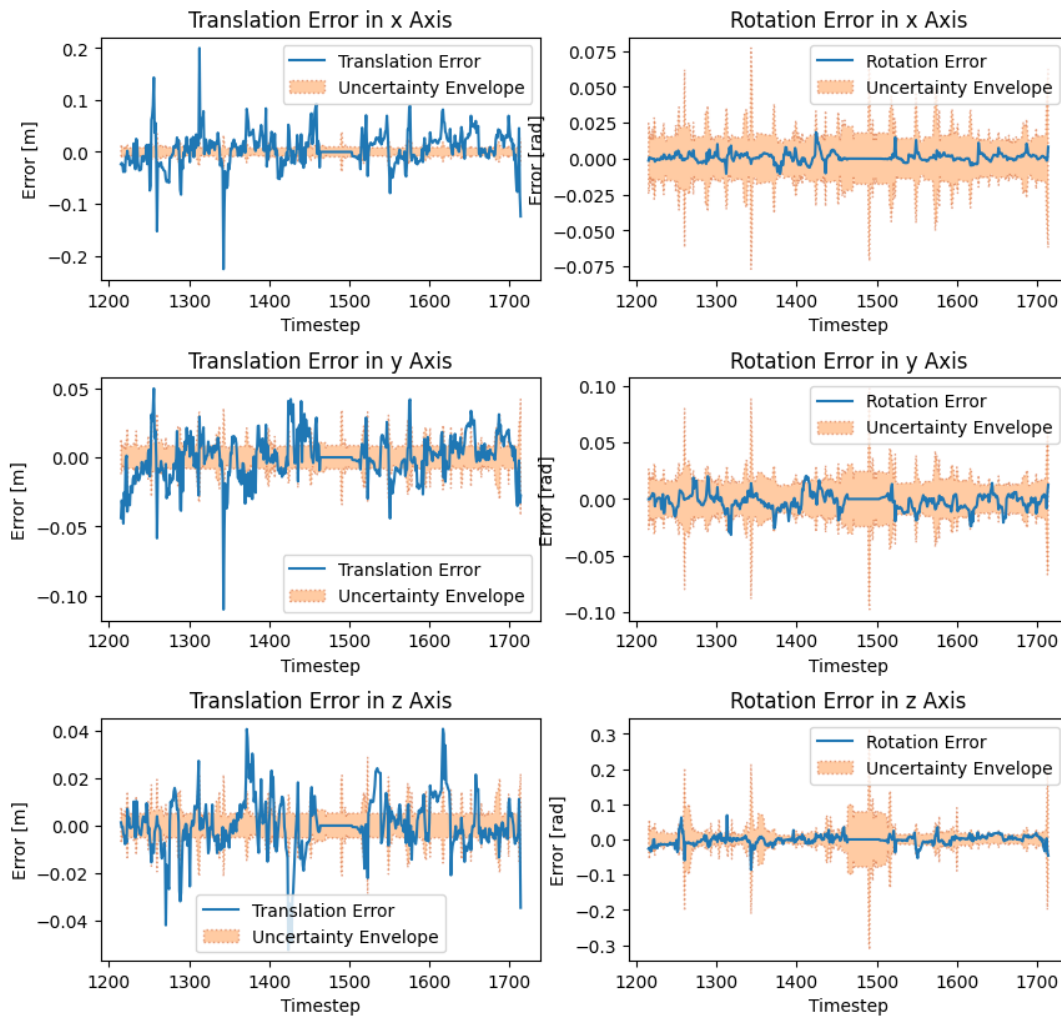 Translation Error in x Axis
0.2
0.1
0.0
−0.1
−0.2
Error [m]
Translation Error
Uncertainty Envelope
1200 1300 1400 1500 1600 1700
Timestep
Rotation Error in x Axis
0.075
0.050
0.025
0.000
−0.025
−0.050
−0.075
Error [rad]
Rotation Error
Uncertainty Envelope
1200 1300 1400 1500 1600 1700
Timestep
Translation Error in y Axis
0.05
0.00
−0.05
−0.10
Error [m]
Translation Error
Uncertainty Envelope
1200 1300 1400 1500 1600 1700
Timestep
Rotation Error in y Axis
0.10
0.05
0.00
−0.05
−0.10
Error [rad]
Rotation Error
Uncertainty Envelope
1200 1300 1400 1500 1600 1700
Timestep
Translation Error in z Axis
0.04
0.02
0.00
−0.02
−0.04
Error [m]
Translation Error
Uncertainty Envelope
1200 1300 1400 1500 1600 1700
Timestep
Rotation Error in z Axis
0.3
0.2
0.1
0.0
−0.1
−0.2
−0.3
Error [rad]
Rotation Error
Uncertainty Envelope
1200 1300 1400 1500 1600 1700
Timestep